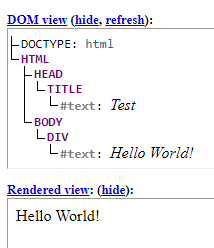 DOM view (hide, refresh):
DOCTYPE: html
HTML
HEAD
TITLE
#text: Test
BODY
DIV
#text: Hello World!
Rendered view: (hide):
Hello World!